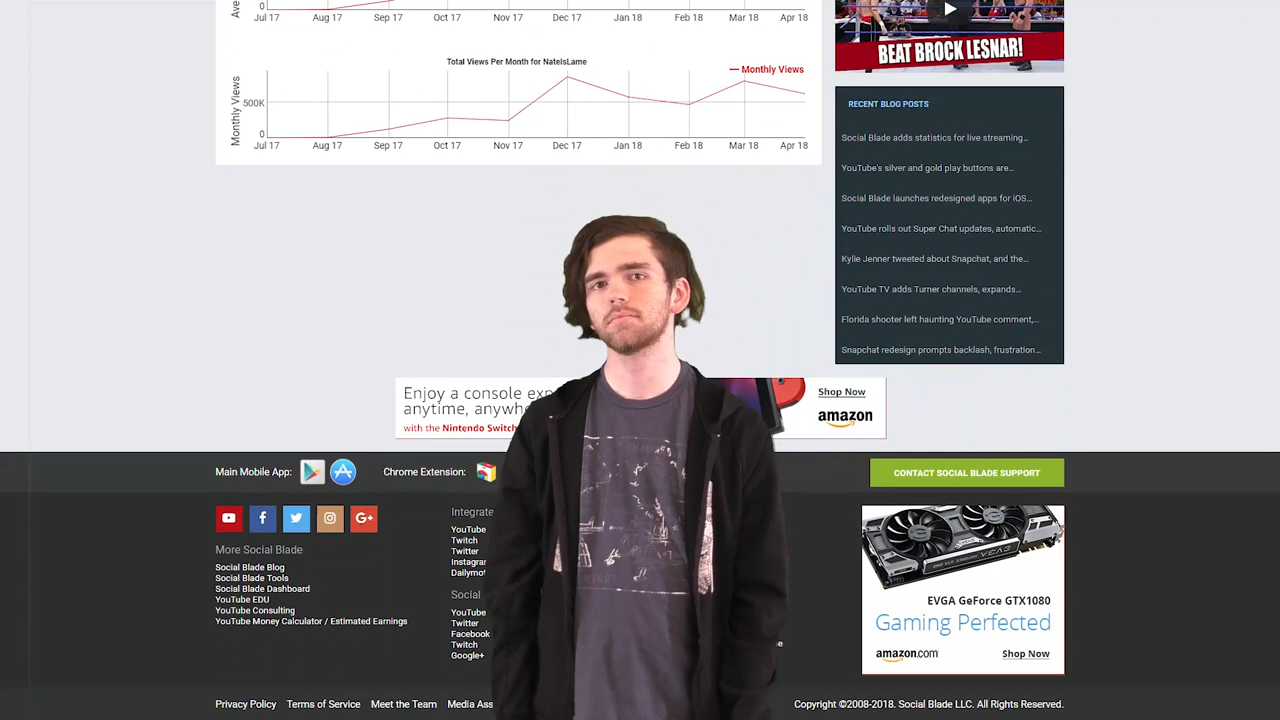 Ave
Jul 17 Aug 17 Sep 17 Oct 17 Nov 17 Dec 17 Jan 18 Feb 18 Mar 18 Apr 18
Total Views Per Month for NateIsLame
Monthly Views
Monthly Views
500K
0
Jul 17 Aug 17 Sep 17 Oct 17 Nov 17 Dec 17 Jan 18 Feb 18 Mar 18 Apr 18
BEAT BROCK LESNAR!
RECENT BLOG POSTS
Social Blade adds statistics for live streaming...
YouTube's silver and gold play buttons are...
Social Blade launches redesigned apps for iOS...
YouTube rolls out Super Chat updates, automatic...
Kylie Jenner tweeted about Snapchat, and the...
YouTube TV adds Turner channels, expands...
Florida shooter left haunting YouTube comment,...
Snapchat redesign prompts backlash, frustration...
Enjoy a console exp
anytime, anywhe
with the Nintendo Switch
Shop Now
amazon
Main Mobile App:
Chrome Extension:
CONTACT SOCIAL BLADE SUPPORT
More Social Blade
Social Blade Blog
Social Blade Tools
Social Blade Dashboard
YouTube EDU
YouTube Consulting
YouTube Money Calculator / Estimated Earnings
Integrate
YouTube
Twitch
Twitter
Instagram
Dailymot
Social
YouTube
Twitter
Facebook
Twitch
Google+
EVGA
EVGA GeForce GTX1080
Gaming Perfected
amazon.com
Shop Now
Privacy Policy Terms of Service Meet the Team Media Ass
Copyright ©2008-2018. Social Blade LLC. All Rights Reserved.